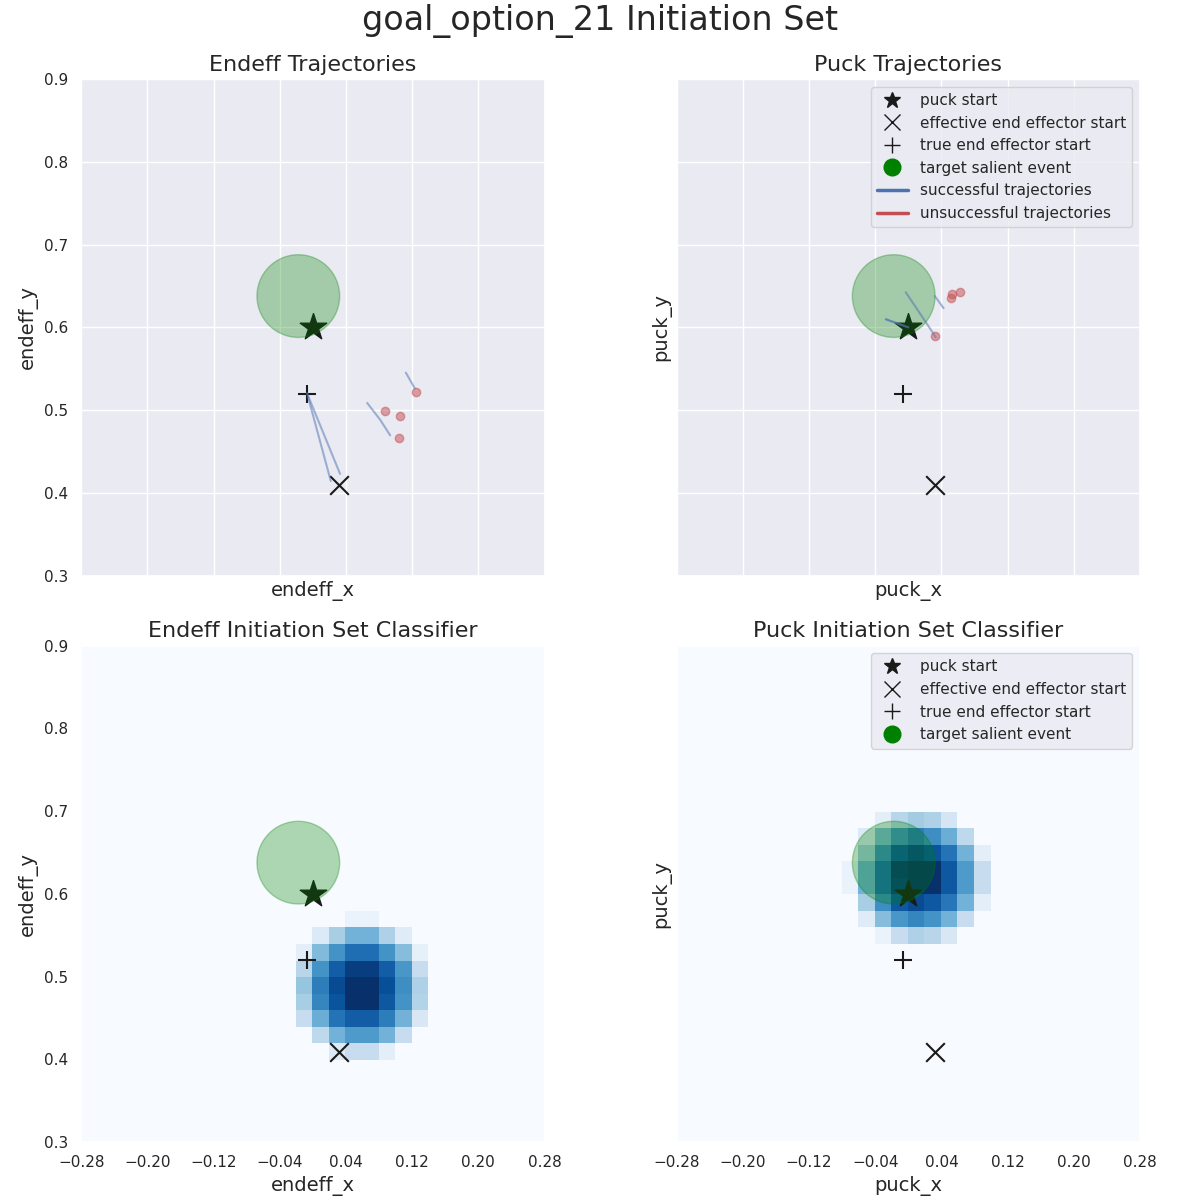 goal_option_21 Initiation Set
Endeff Trajectories
0.9
0.8
0.7
0.6
0.5
0.4
0.3
endeff_y
endeff_x
Puck Trajectories
puck start
effective end effector start
true end effector start
target salient event
successful trajectories
unsuccessful trajectories
puck_y
puck_x
Endeff Initiation Set Classifier
0.9
0.8
0.7
0.6
0.5
0.4
0.3
endeff_y
−0.28 −0.20 −0.12 −0.04 0.04 0.12 0.20 0.28
endeff_x
Puck Initiation Set Classifier
puck start
effective end effector start
true end effector start
target salient event
puck_y
−0.28 −0.20 −0.12 −0.04 0.04 0.12 0.20 0.28
puck_x